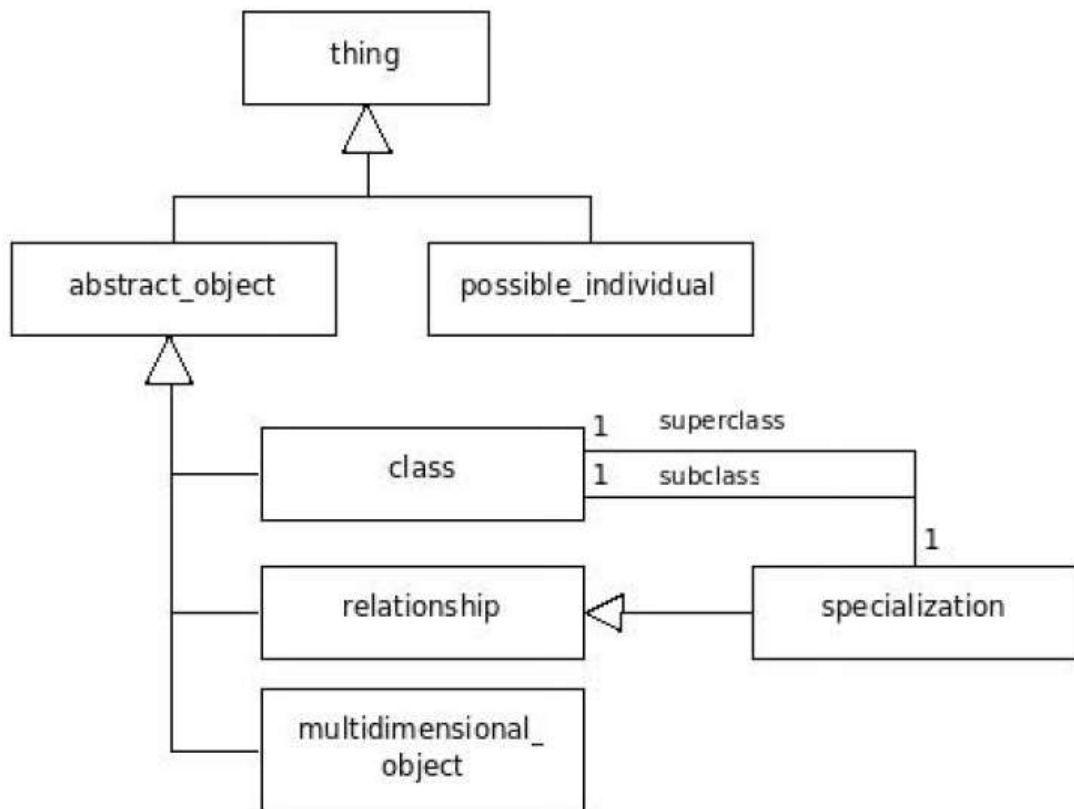 thing
abstract_object
possible_individual
1 superclass
class
1 subclass
1
relationship
specialization
multidimensional_
object